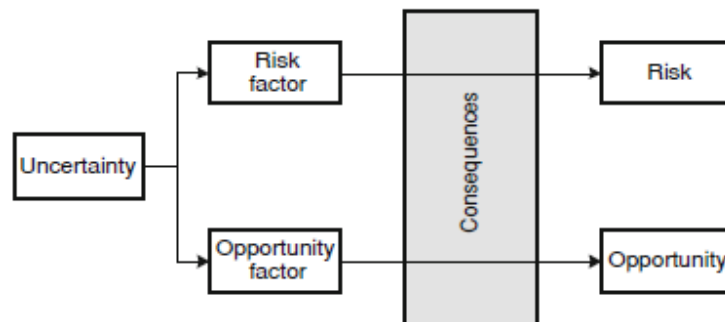 Risk
factor
Risk
Uncertainty
Consequences
Opportunity
factor
Opportunity